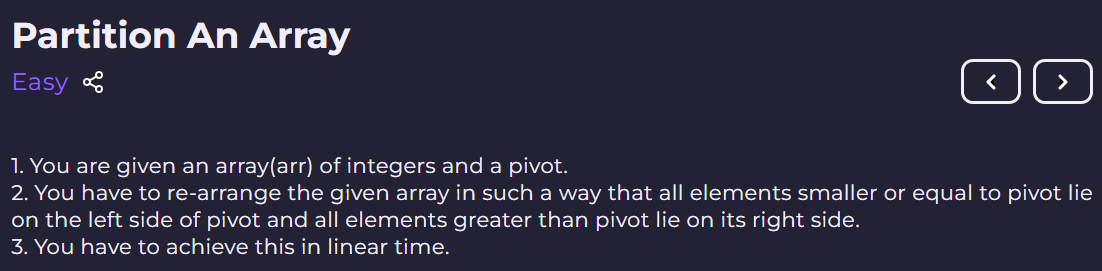 Partition An Array
Easy
1. You are given an array(arr) of integers and a pivot.
2. You have to re-arrange the given array in such a way that all elements smaller or equal to pivot lie
on the left side of pivot and all elements greater than pivot lie on its right side.
3. You have to achieve this in linear time.